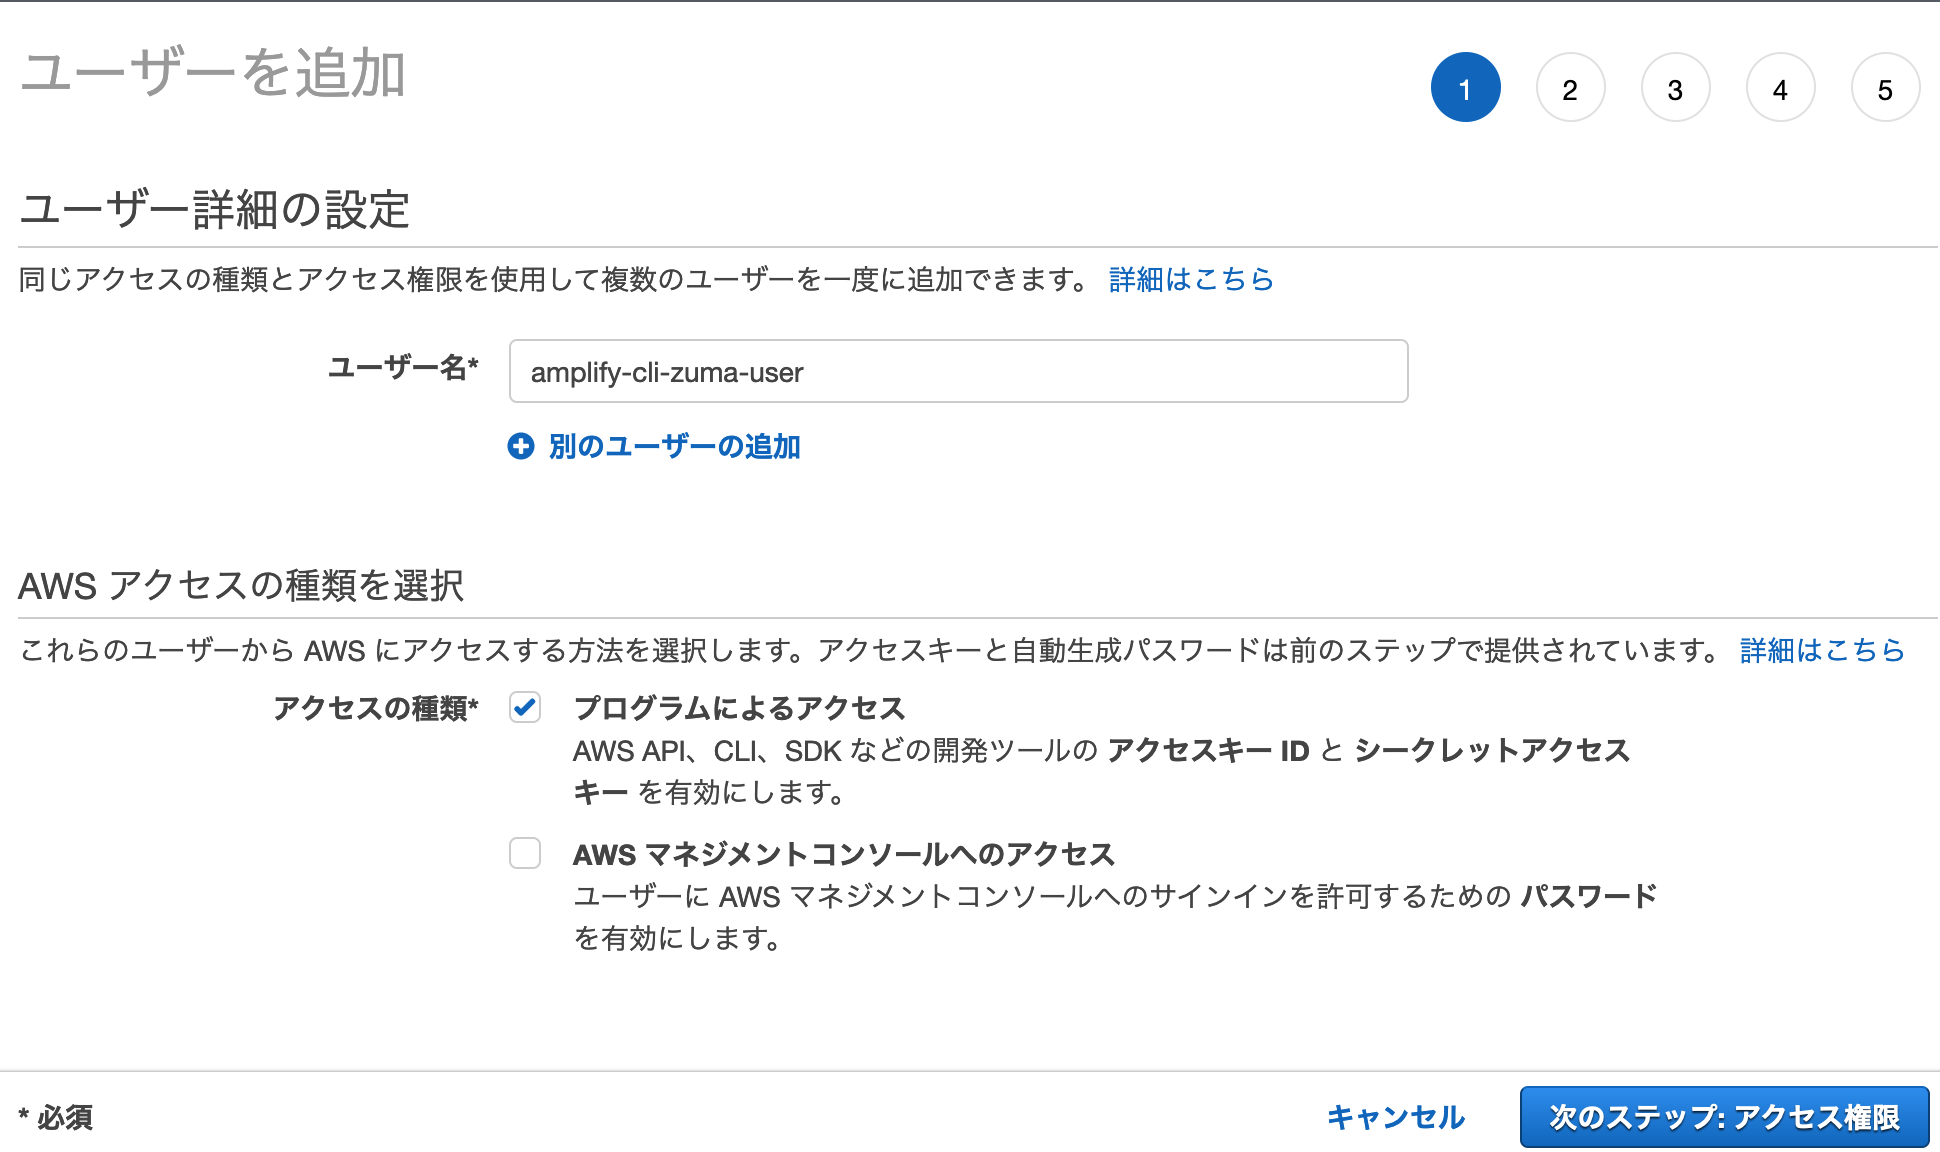 ユーザーを追加
1 2 3 4 5
ユーザー詳細の設定
同じアクセスの種類とアクセス権限を使用して複数のユーザーを一度に追加できます。 詳細はこちら
ユーザー名* amplify-cli-zuma-user
別のユーザーの追加
AWS アクセスの種類を選択
これらのユーザーから AWS にアクセスする方法を選択します。アクセスキーと自動生成パスワードは前のステップで提供されています。 詳細はこちら
アクセスの種類* プログラムによるアクセス
AWS API、CLI、SDK などの開発ツールの アクセスキー ID と シークレットアクセス
キー を有効にします。
AWS マネジメントコンソールへのアクセス
ユーザーに AWS マネジメントコンソールへのサインインを許可するための パスワード
を有効にします。
* 必須 キャンセル 次のステップ: アクセス権限